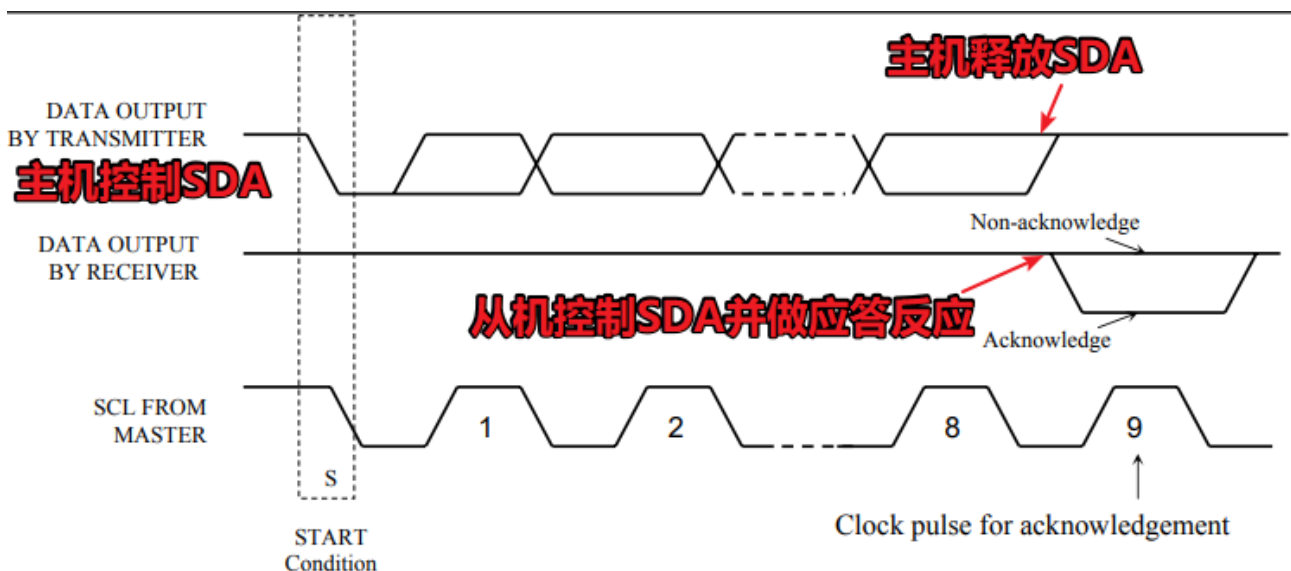 主机释放SDA
DATA OUTPUT
BY TRANSMITTER
主机控制SDA
DATA OUTPUT
BY RECEIVER
Non-acknowledge
从机控制SDA并做应答反应
Acknowledge
SCL FROM
MASTER
1
2
8
9
S
START
Condition
Clock pulse for acknowledgement